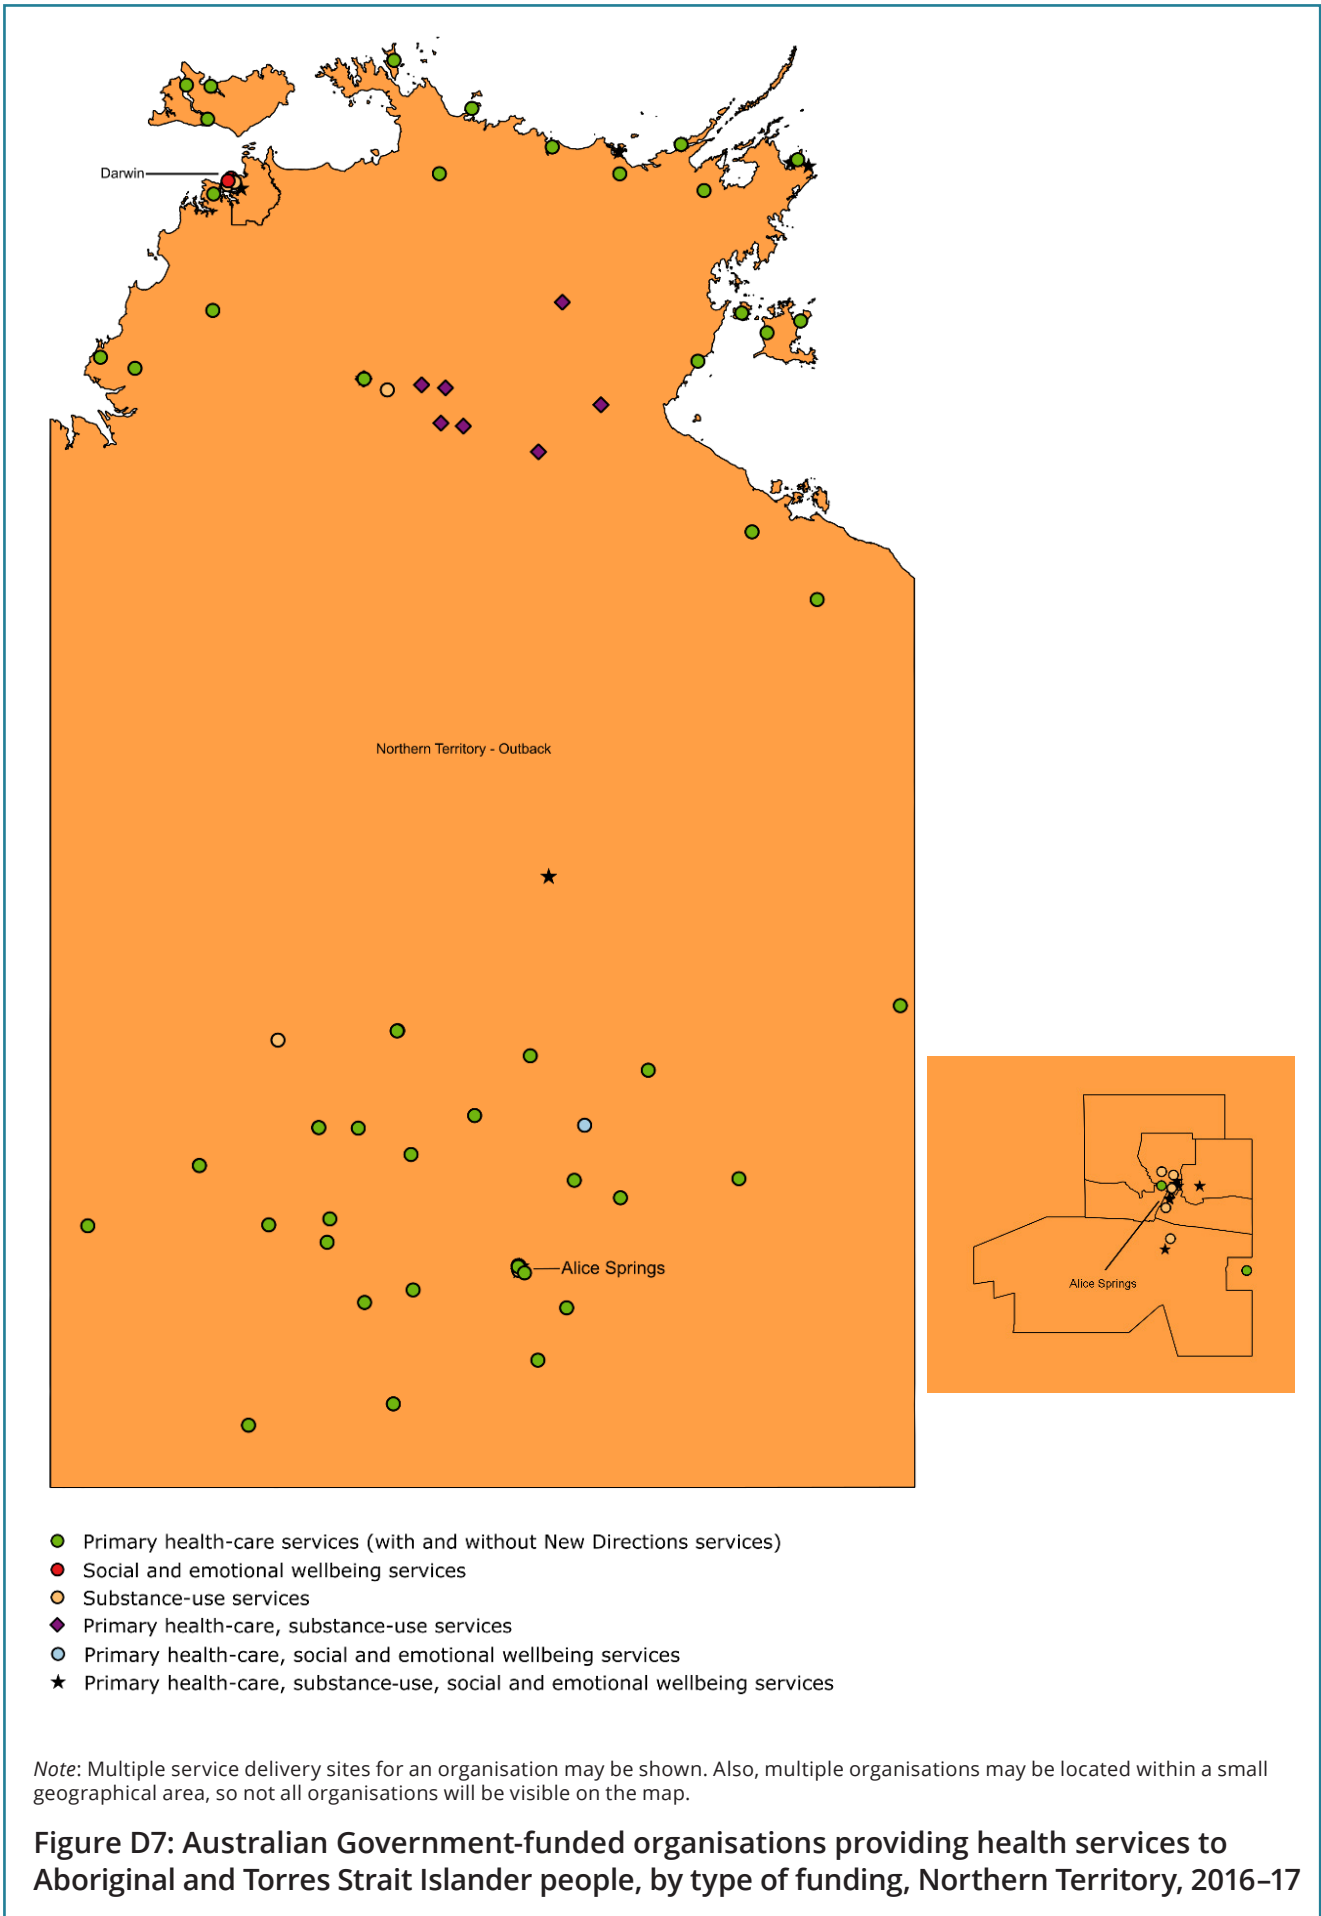 Darwin
Northern Territory - Outback
Alice Springs
Alice Springs
Primary health-care services (with and without New Directions services)
Social and emotional wellbeing services
Substance-use services
Primary health-care, substance-use services
Primary health-care, social and emotional wellbeing services
Primary health-care, substance-use, social and emotional wellbeing services
Note: Multiple service delivery sites for an organisation may be shown. Also, multiple organisations may be located within a small
geographical area, so not all organisations will be visible on the map.
Figure D7: Australian Government-funded organisations providing health services to
Aboriginal and Torres Strait Islander people, by type of funding, Northern Territory, 2016–17